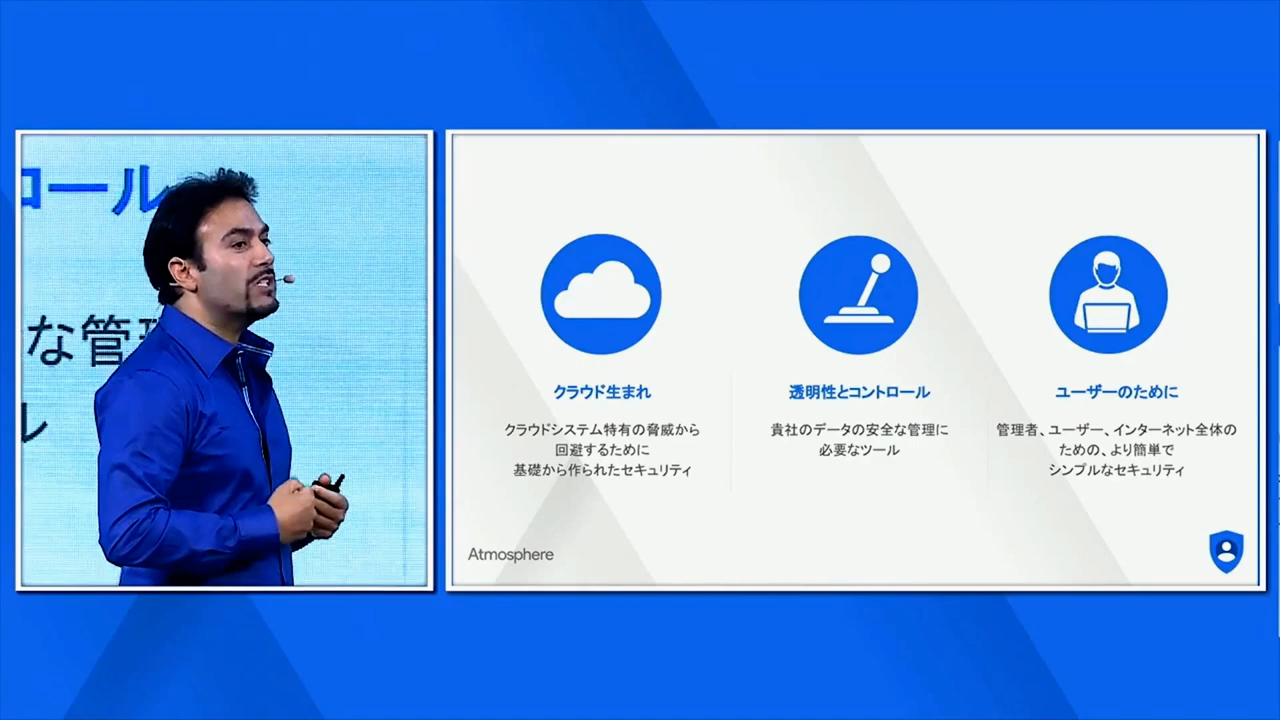 ロール
な管理
ル
クラウド生まれ
クラウドシステム特有の脅威から
回避するために
基礎から作られたセキュリティ
透明性とコントロール
貴社のデータの安全な管理に
必要なツール
ユーザーのために
管理者、ユーザー、インターネット全体の
ための、より簡単で
シンプルなセキュリティ
Atmosphere